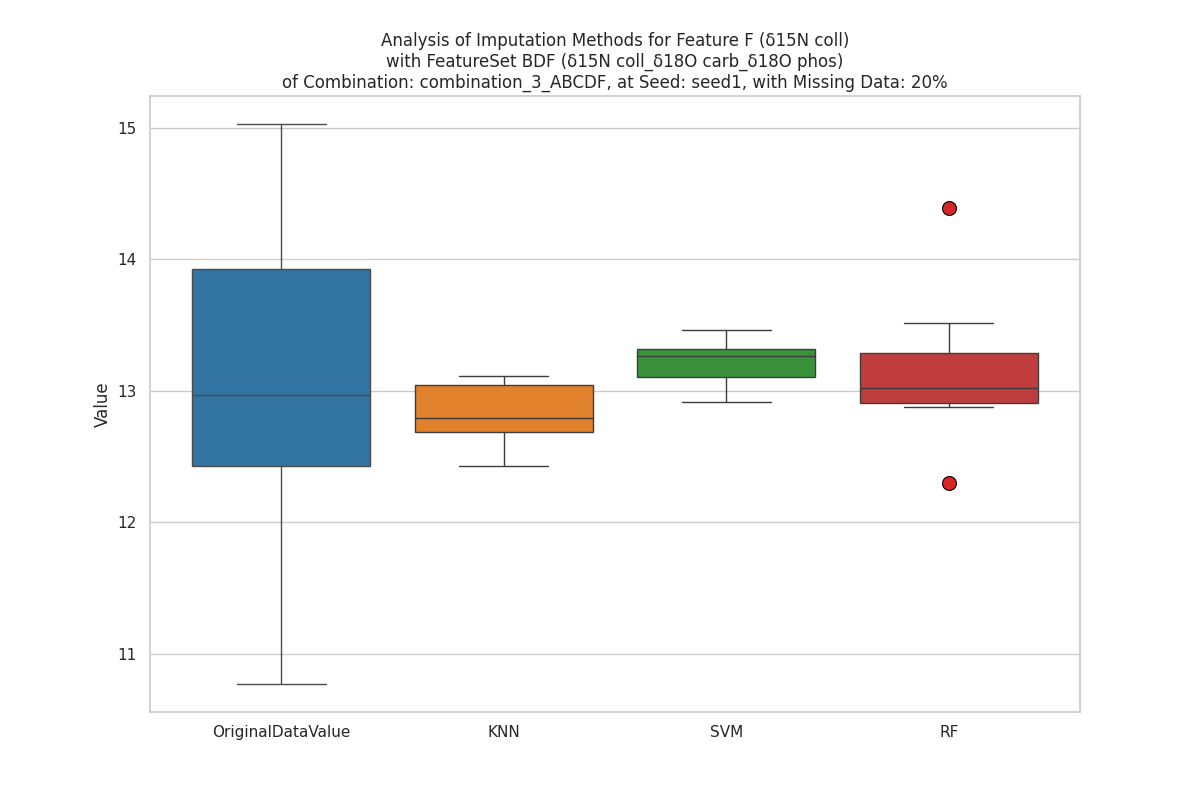 Analysis of Imputation Methods for Feature F (δ15N coll)
with FeatureSet BDF (δ15N coll_δ18O carb_δ18O phos)
of Combination: combination_3_ABCDF, at Seed: seed1, with Missing Data: 20%
15
14
13
12
11
Value
OriginalDataValue
KNN
SVM
RF